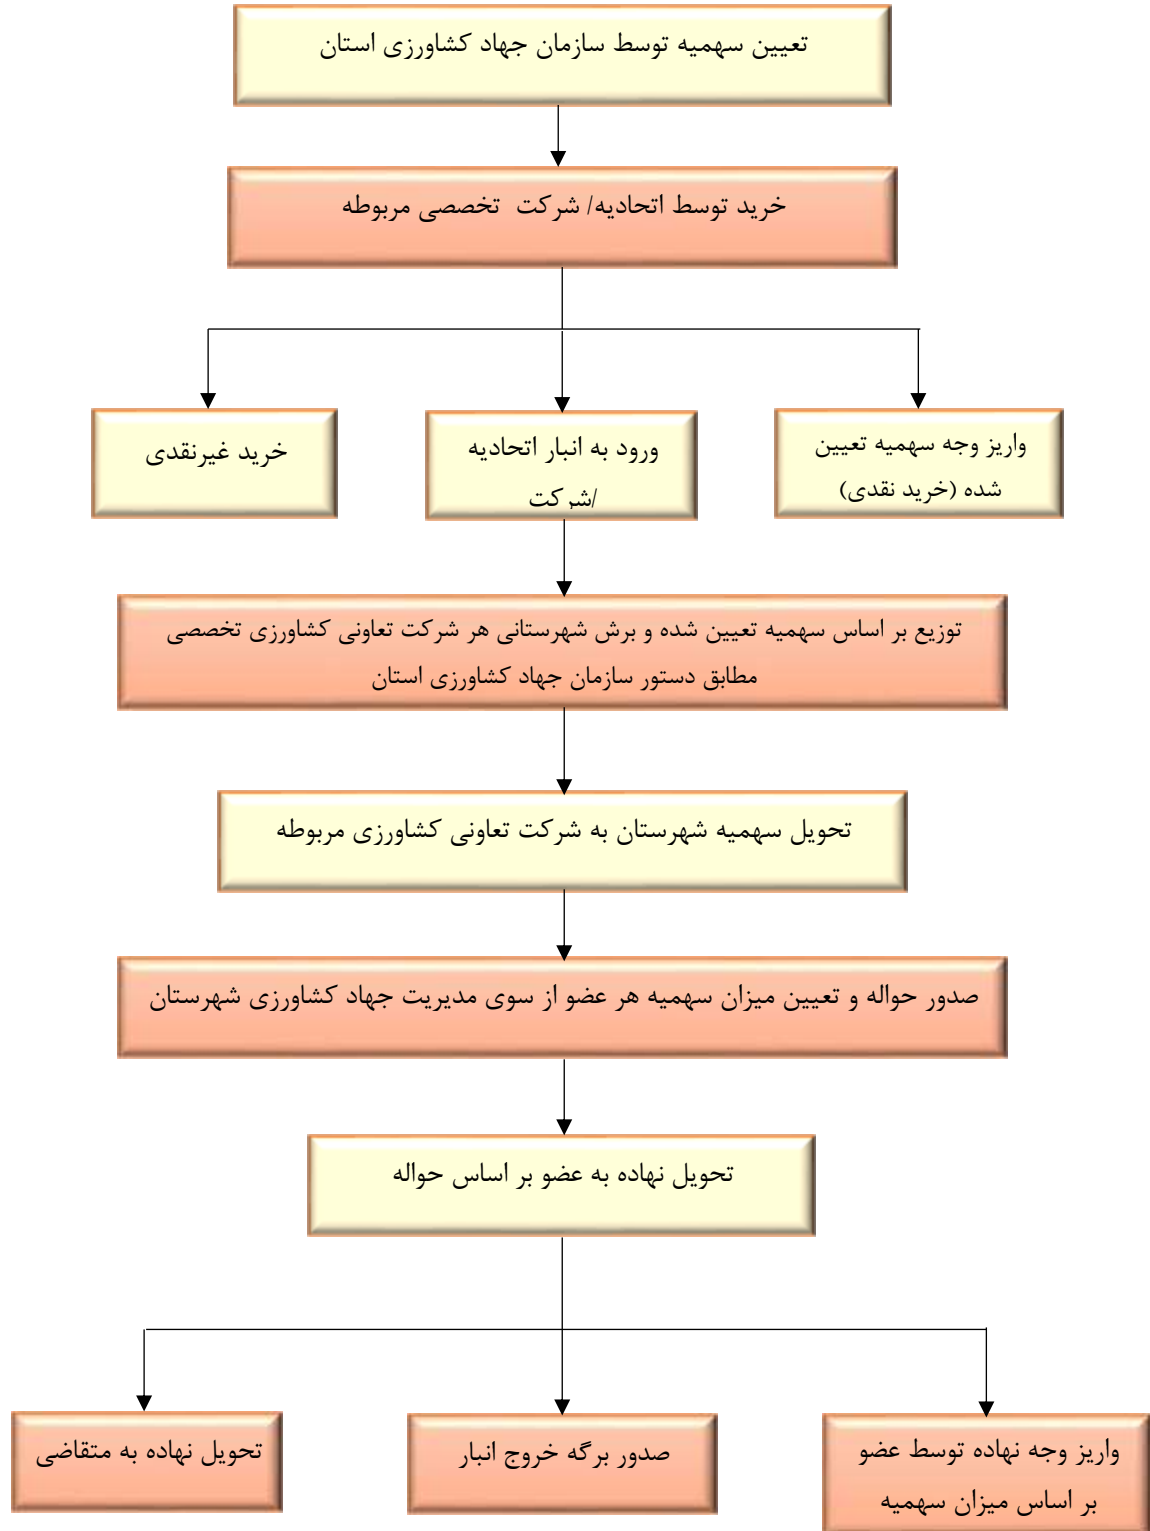 تعیین سهمیه توسط سازمان جهاد کشاورزی استان
خرید توسط اتحادیه/ شرکت تخصصی مربوطه
واریز وجه سهمیه تعیین
شده (خرید نقدی)
ورود به انبار اتحادیه
/شرکت
خرید غیرنقدی
توزیع بر اساس سهمیه تعیین شده و برش شهرستانی هر شرکت تعاونی کشاورزی تخصصی
مطابق دستور سازمان جهاد کشاورزی استان
تحویل سهمیه شهرستان به شرکت تعاونی کشاورزی مربوطه
صدور حواله و تعیین میزان سهمیه هر عضو از سوی مدیریت جهاد کشاورزی شهرستان
تحویل نهاده به عضو بر اساس حواله
واریز وجه نهاده توسط عضو
بر اساس میزان سهمیه
صدور برگه خروج انبار
تحویل نهاده به متقاضی